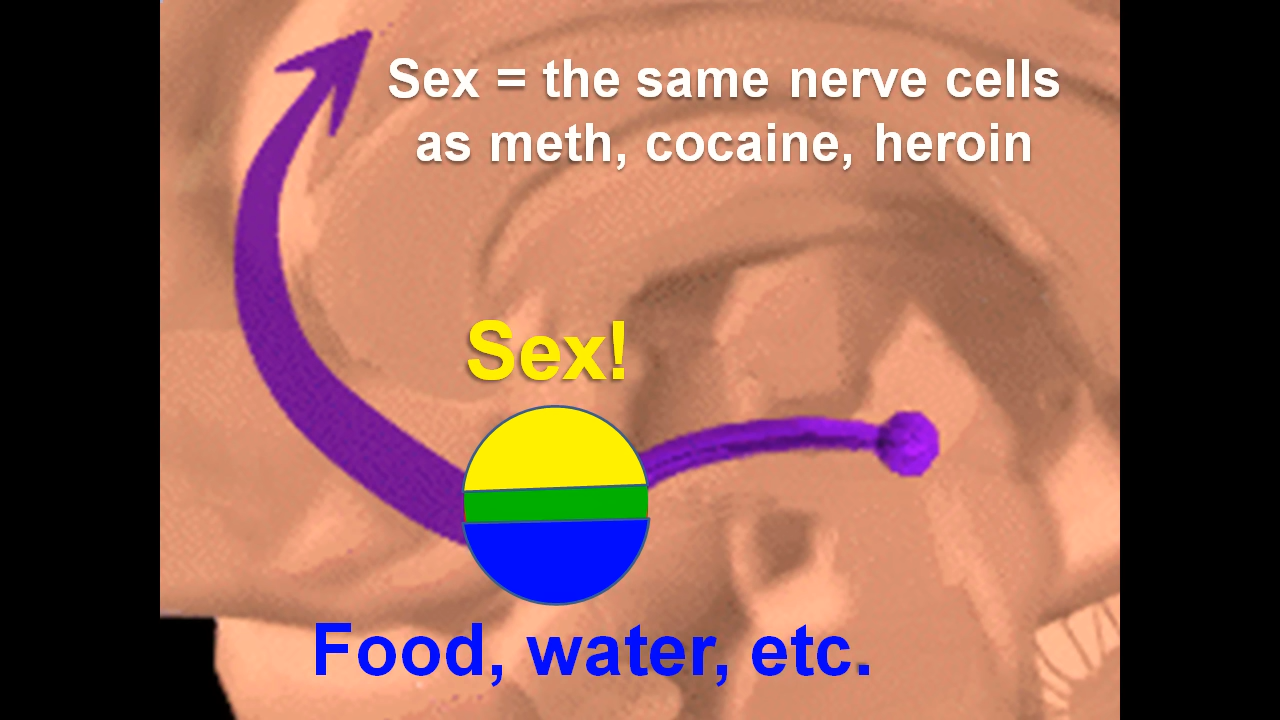 Sex = the same nerve cells
as meth, cocaine, heroin
Sex!
Food, water, etc.